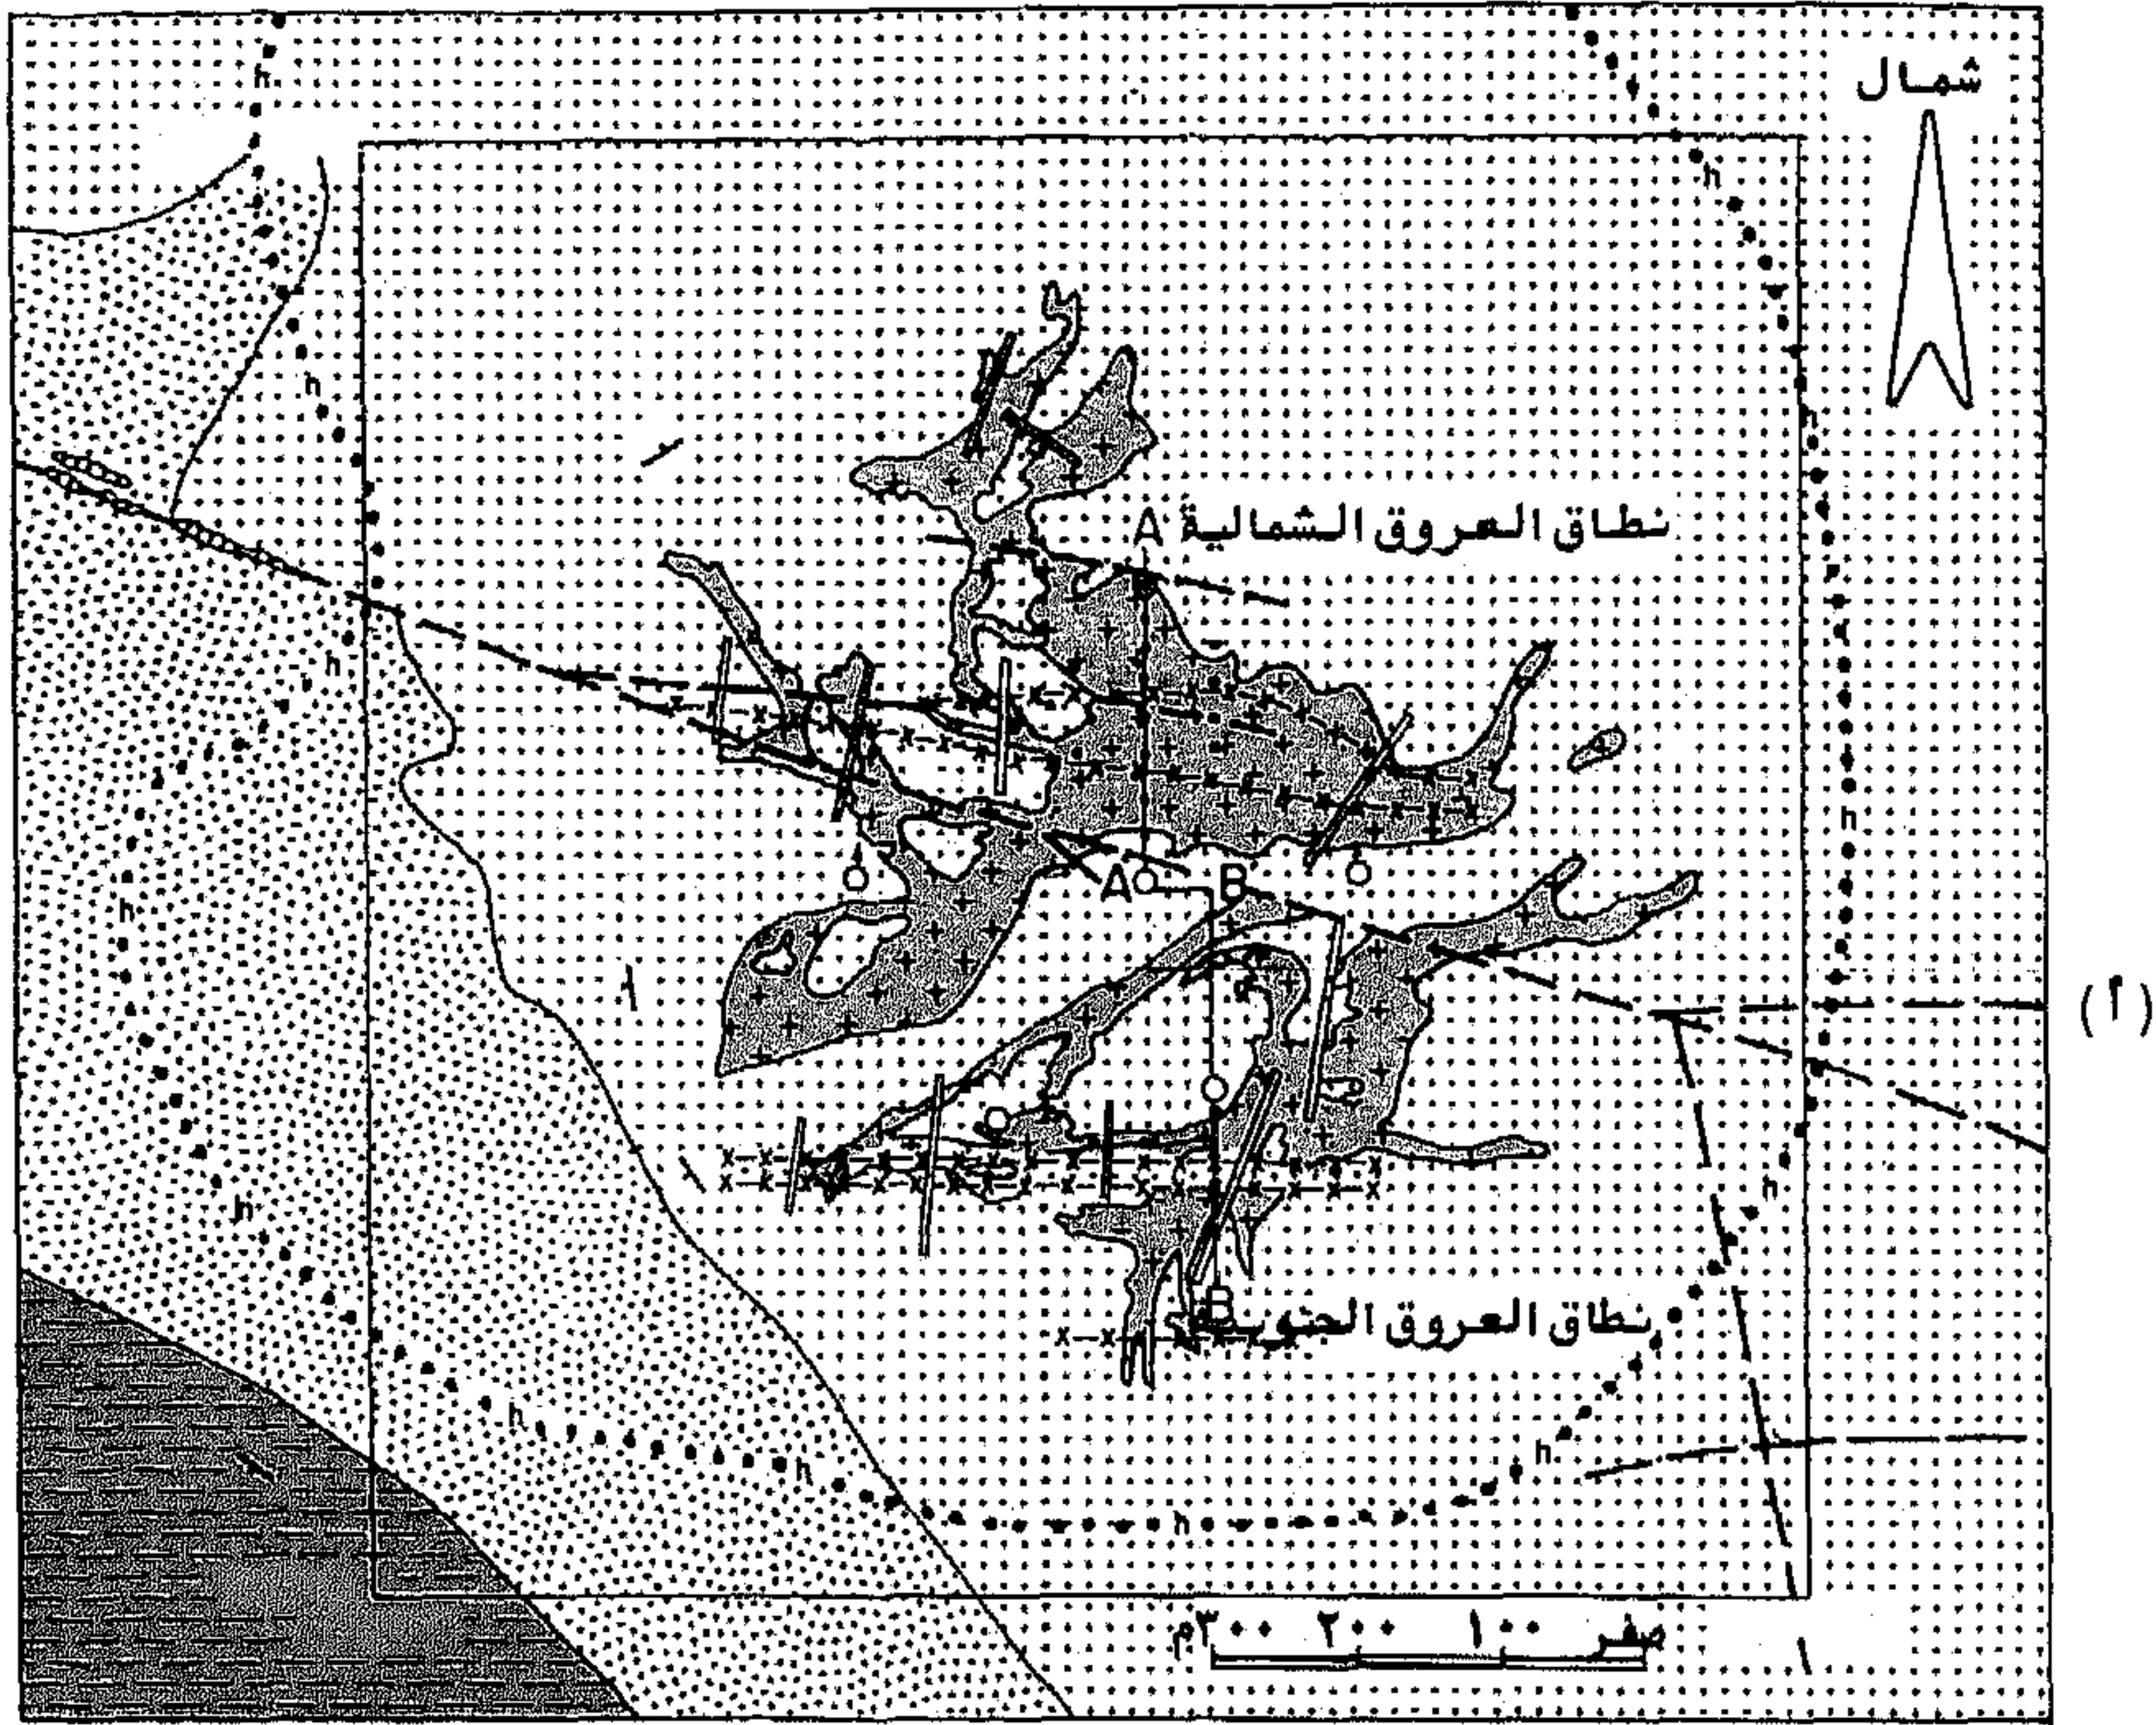 شمال
A نطاق العروق الشمالية
A
B
(أ)
B
نطاق العروق الجنوبية
صفر ١٠٠ ٢٠٠ ٣٠٠م
h
h
h
h
h
h
h
h
h
h
h
h
h
h